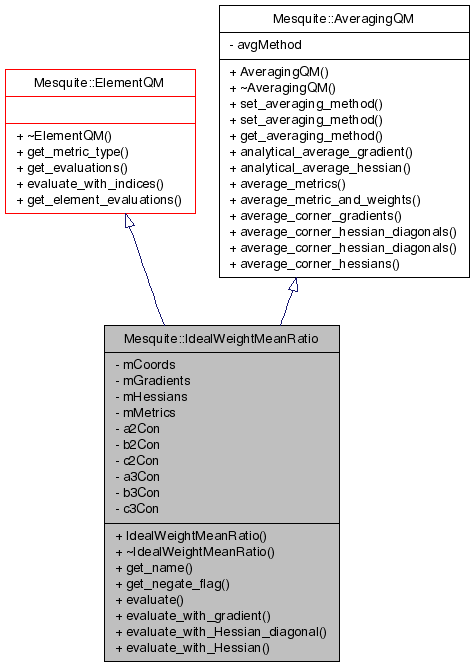 Mesquite::ElementQM
+ ~ElementQM()
+ get_metric_type()
+ get_evaluations()
+ evaluate_with_indices()
+ get_element_evaluations()
Mesquite::AveragingQM
- avgMethod
+ AveragingQM()
+ ~AveragingQM()
+ set_averaging_method()
+ set_averaging_method()
+ get_averaging_method()
+ analytical_average_gradient()
+ analytical_average_hessian()
+ average_metrics()
+ average_metric_and_weights()
+ average_corner_gradients()
+ average_corner_hessian_diagonals()
+ average_corner_hessian_diagonals()
+ average_corner_hessians()
Mesquite::IdealWeightMeanRatio
- mCoords
- mGradients
- mHessians
- mMetrics
- a2Con
- b2Con
- c2Con
- a3Con
- b3Con
- c3Con
+ IdealWeightMeanRatio()
+ ~IdealWeightMeanRatio()
+ get_name()
+ get_negate_flag()
+ evaluate()
+ evaluate_with_gradient()
+ evaluate_with_Hessian_diagonal()
+ evaluate_with_Hessian()